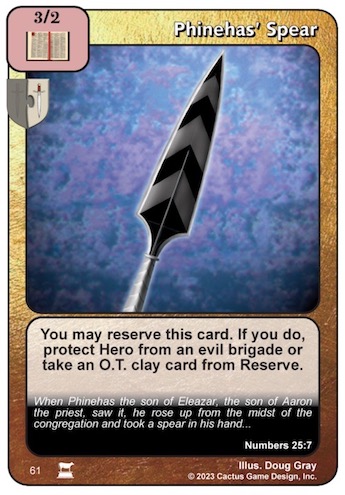 3/2
Phinehas' Spear
You may reserve this card. If you do,
protect Hero from an evil brigade or
take an O.T. clay card from Reserve.
When Phinehas the son of Eleazar, the son of Aaron
the priest, saw it, he rose up from the midst of the
congregation and took a spear in his hand...
Numbers 25:7
61
Illus. Doug Gray
© 2023 Cactus Game Design, Inc.